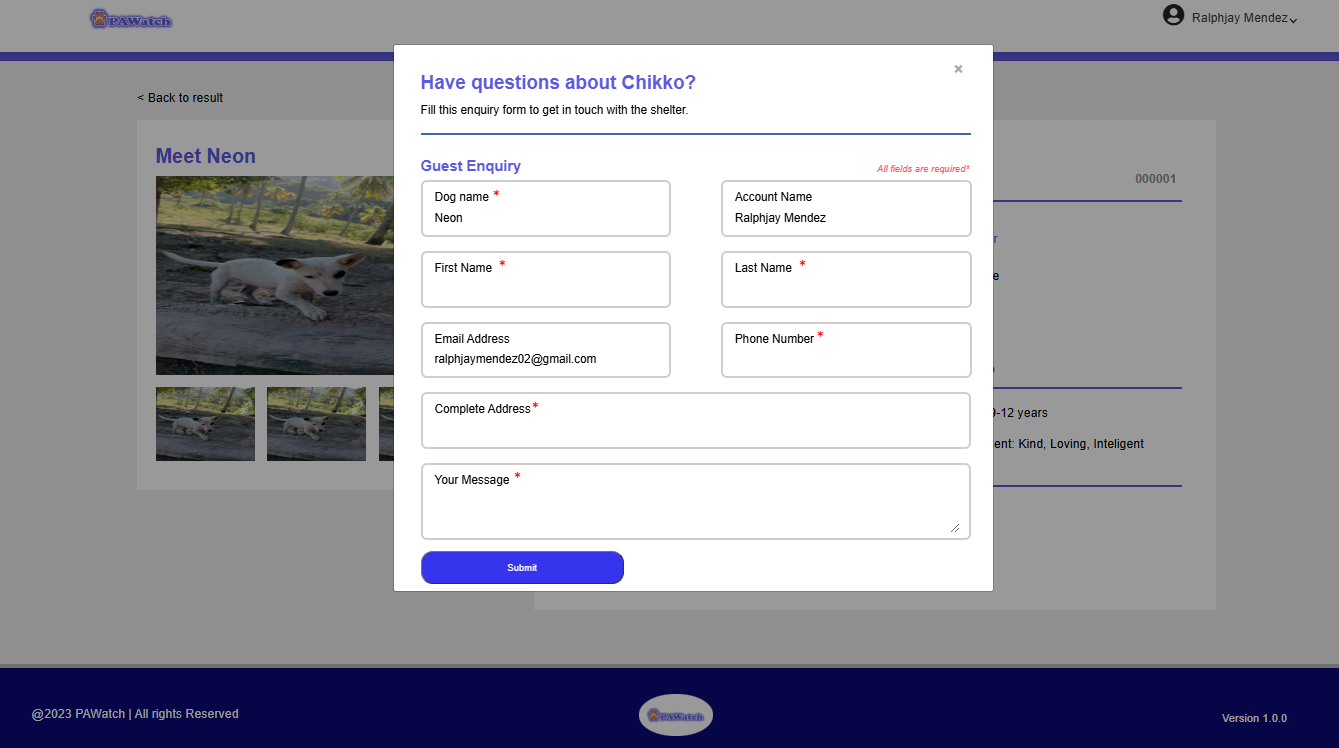 PAWatch
Ralphjay Mendez
< Back to result
Have questions about Chikko?
×
Fill this enquiry form to get in touch with the shelter.
Meet Neon
000001
Guest Enquiry
All fields are required*
Dog name *
Neon
Account Name
Ralphjay Mendez
First Name *
Last Name *
Email Address
ralphjaymendez02@gmail.com
Phone Number *
Complete Address *
9-12 years
ent: Kind, Loving, Inteligent
Your Message *
Submit
@2023 PAWatch | All rights Reserved
PAWatch
Version 1.0.0